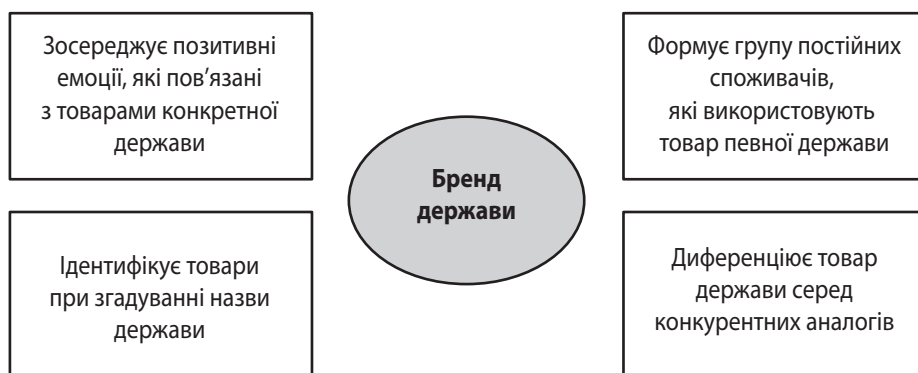 Зосереджує позитивні
емоції, які пов’язані
з товарами конкретної
держави
Формує групу постійних
споживачів,
які використовують
товар певної держави
Бренд
держави
Ідентифікує товари
при згадуванні назви
держави
Диференціює товар
держави серед
конкурентних аналогів